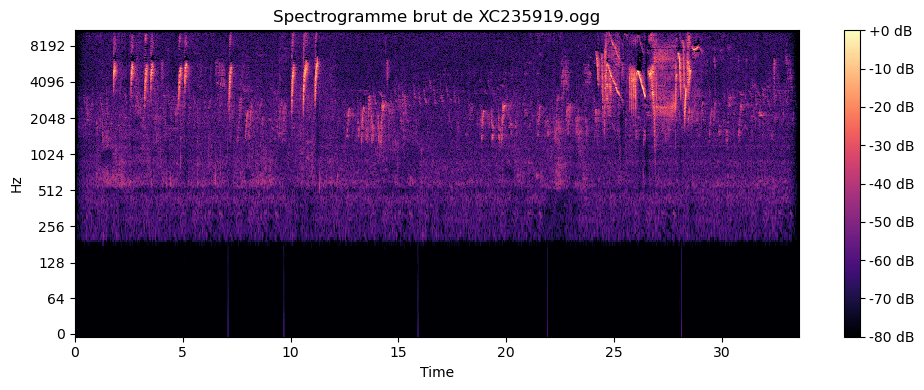 Spectrogramme brut de XC235919.ogg
8192
4096
2048
1024
512
256
128
64
0
Hz
0 5 10 15 20 25 30
Time
+0 dB
-10 dB
-20 dB
-30 dB
-40 dB
-50 dB
-60 dB
-70 dB
-80 dB